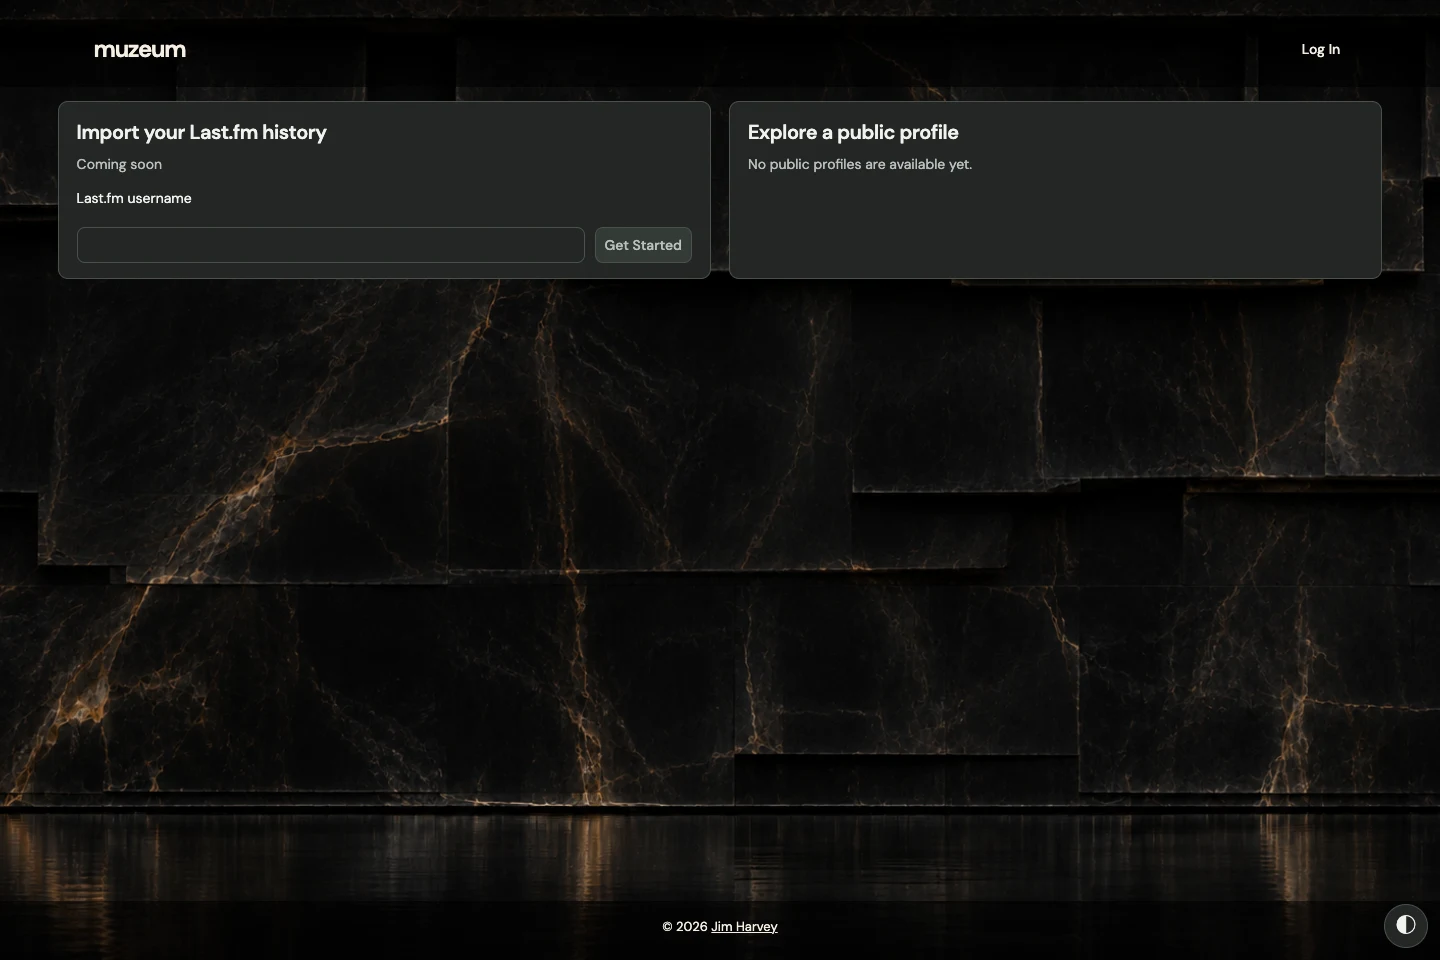 muzeum
Log In
Import your Last.fm history
Coming soon
Last.fm username
Get Started
Explore a public profile
No public profiles are available yet.
© 2026 Jim Harvey